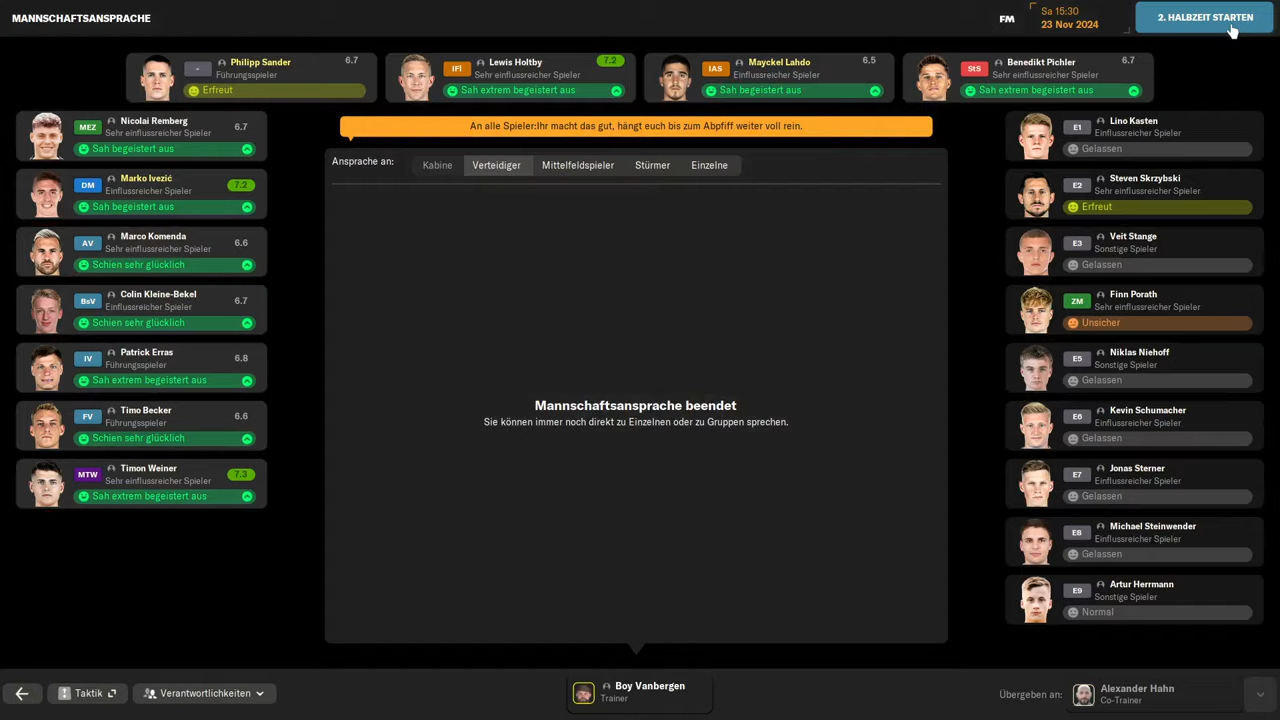 MANNSCHAFTSANSPRACHE
FM
Sa 15:30
23 Nov 2024
2. HALBZEIT STARTEN
-
Philipp Sander
6.7
Führungsspieler
Erfreut
IFl
Lewis Holtby
7.2
Sehr einflussreicher Spieler
Sah extrem begeistert aus
IAS
Mayckel Lahdo
6.5
Einflussreicher Spieler
Sah begeistert aus
StS
Benedikt Pichler
6.7
Sehr einflussreicher Spieler
Sah extrem begeistert aus
MEZ
Nicolai Remberg
6.7
Sehr einflussreicher Spieler
Sah begeistert aus
DM
Marko Ivezić
7.2
Einflussreicher Spieler
Sah begeistert aus
AV
Marco Komenda
6.6
Sehr einflussreicher Spieler
Schien sehr glücklich
BsV
Colin Kleine-Bekel
6.7
Einflussreicher Spieler
Schien sehr glücklich
IV
Patrick Erras
6.8
Führungsspieler
Sah extrem begeistert aus
FV
Timo Becker
6.6
Führungsspieler
Schien sehr glücklich
MTW
Timon Weiner
7.3
Sehr einflussreicher Spieler
Sah extrem begeistert aus
An alle Spieler:Ihr macht das gut, hängt euch bis zum Abpfiff weiter voll rein.
Ansprache an:
Kabine
Verteidiger
Mittelfeldspieler
Stürmer
Einzelne
Mannschaftsansprache beendet
Sie können immer noch direkt zu Einzelnen oder zu Gruppen sprechen.
E1
Lino Kasten
Einflussreicher Spieler
Gelassen
E2
Steven Skrzybski
Sehr einflussreicher Spieler
Erfreut
E3
Veit Stange
Sonstige Spieler
Gelassen
ZM
Finn Porath
Sehr einflussreicher Spieler
Unsicher
E5
Niklas Niehoff
Sonstige Spieler
Gelassen
E6
Kevin Schumacher
Einflussreicher Spieler
Gelassen
E7
Jonas Sterner
Einflussreicher Spieler
Gelassen
E8
Michael Steinwender
Einflussreicher Spieler
Gelassen
E9
Artur Herrmann
Sonstige Spieler
Normal
Taktik
Verantwortlichkeiten
Boy Vanbergen
Trainer
Übergeben an:
Alexander Hahn
Co-Trainer